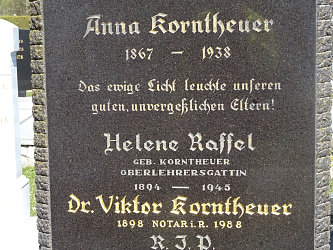 Anna Korntheuer
1867 — 1938
Das ewige Licht leuchte unseren
guten, unvergeßlichen Eltern!
Helene Raffel
GEB. KORNTHEUER
OBERLEHRERSGATTIN
1894 — 1945
Dr. Viktor Korntheuer
1898 NOTAR i. R. 1988
R. I. P.